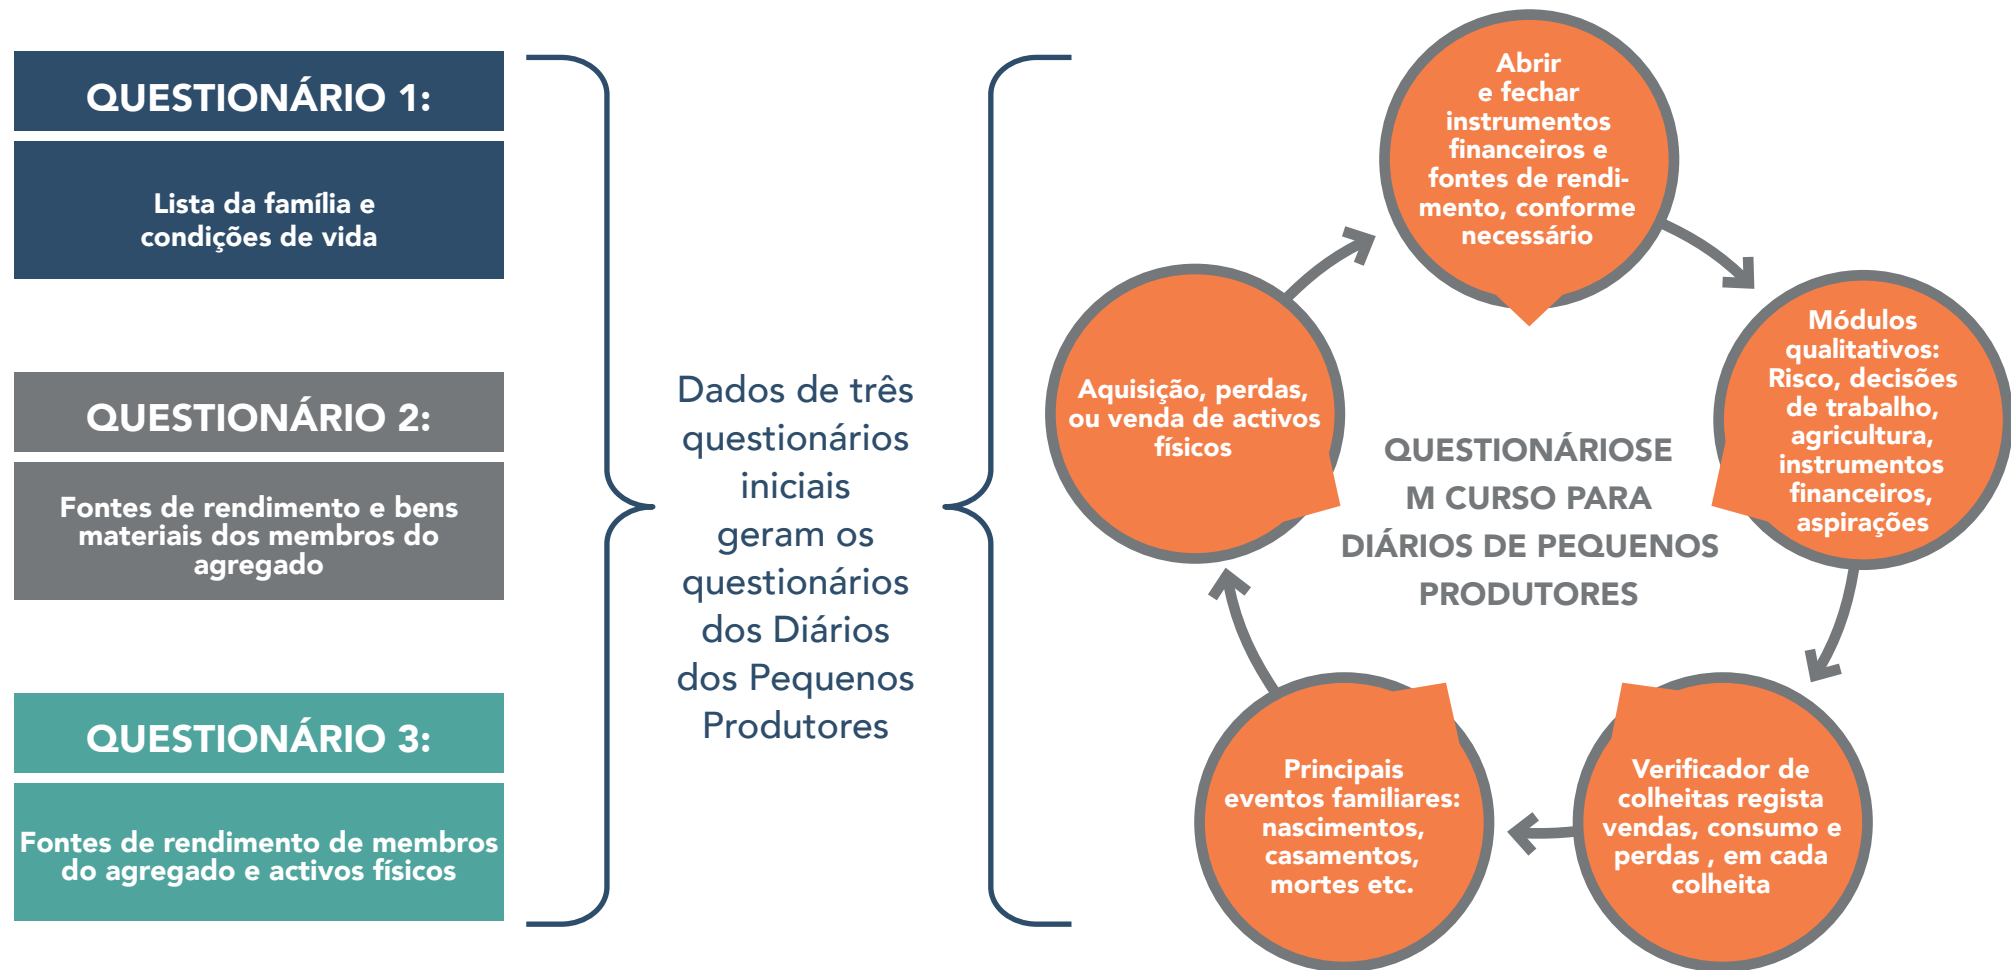 QUESTIONÁRIO 1:
Lista da família e
condições de vida
QUESTIONÁRIO 2:
Fontes de rendimento e bens
materiais dos membros do
agregado
QUESTIONÁRIO 3:
Fontes de rendimento de membros
do agregado e activos físicos
Dados de três
questionários
iniciais
geram os
questionários
dos Diários
dos Pequenos
Produtores
Abrir
e fechar
instrumentos
financeiros e
fontes de rendi-
mento, conforme
necessário
Módulos
qualitativos:
Risco, decisões
de trabalho,
agricultura,
instrumentos
financeiros,
aspirações
Verificador de
colheitas regista
vendas, consumo e
perdas , em cada
colheita
Principais
eventos familiares:
nascimentos,
casamentos,
mortes etc.
Aquisição, perdas,
ou venda de activos
físicos
QUESTIONÁRIOSE
M CURSO PARA
DIÁRIOS DE PEQUENOS
PRODUTORES